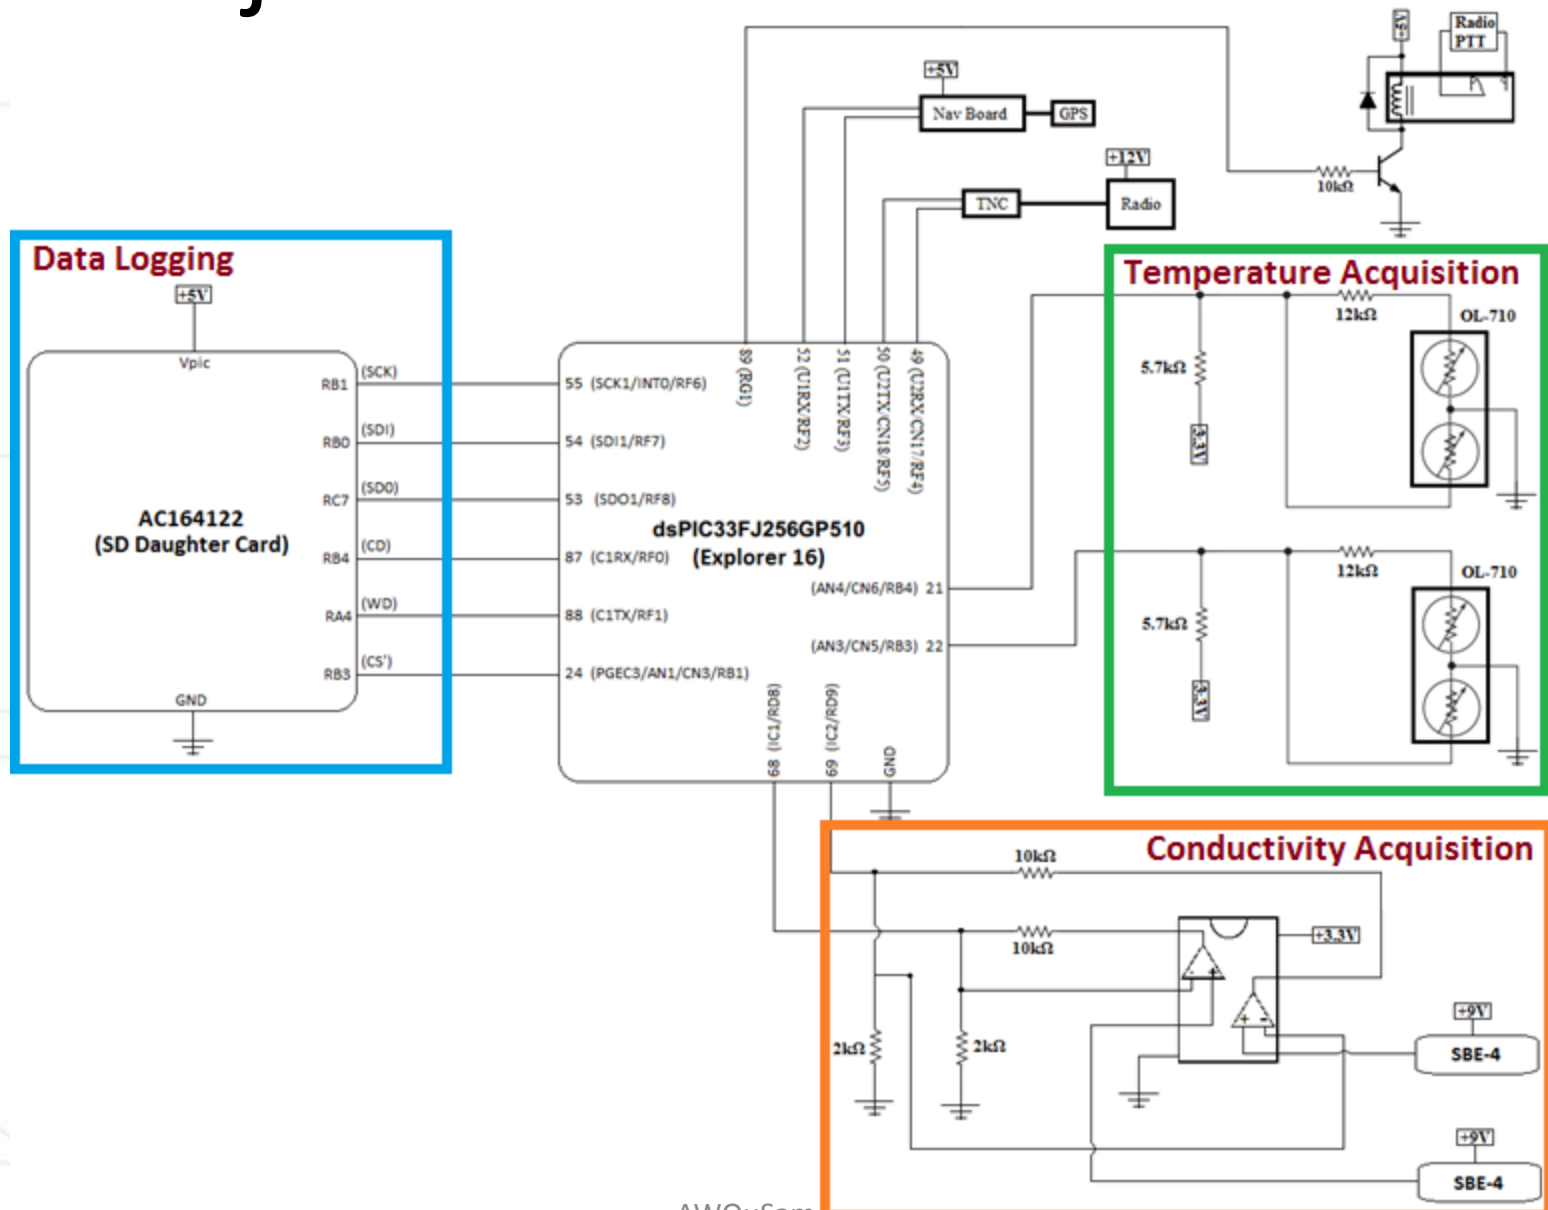 +5V
Radio
PTT
+5V
Nav Board
GPS
+12V
TNC
Radio
10kΩ
Data Logging
+5V
Vpic
RB1
(SCK)
RB0
(SDI)
RC7
(SDO)
RB4
(CD)
RA4
(WD)
RB3
(CS')
AC164122
(SD Daughter Card)
GND
89 (RG1)
52 (U1RX/RF2)
51 (U1TX/RF3)
50 (U2TX/CN18/RF5)
49 (U2RX/CN17/RF4)
55 (SCK1/INT0/RF6)
54 (SDI1/RF7)
53 (SDO1/RF8)
87 (C1RX/RF0)
88 (C1TX/RF1)
24 (PGEC3/AN1/CN3/RB1)
dsPIC33FJ256GP510
(Explorer 16)
(AN4/CN6/RB4) 21
(AN3/CN5/RB3) 22
68 (IC1/RD8)
69 (IC2/RD9)
GND
Temperature Acquisition
12kΩ
OL-710
5.7kΩ
3.3V
12kΩ
OL-710
5.7kΩ
3.3V
Conductivity Acquisition
10kΩ
10kΩ
+3.3V
- +
+ -
2kΩ
2kΩ
+9V
SBE-4
+9V
SBE-4